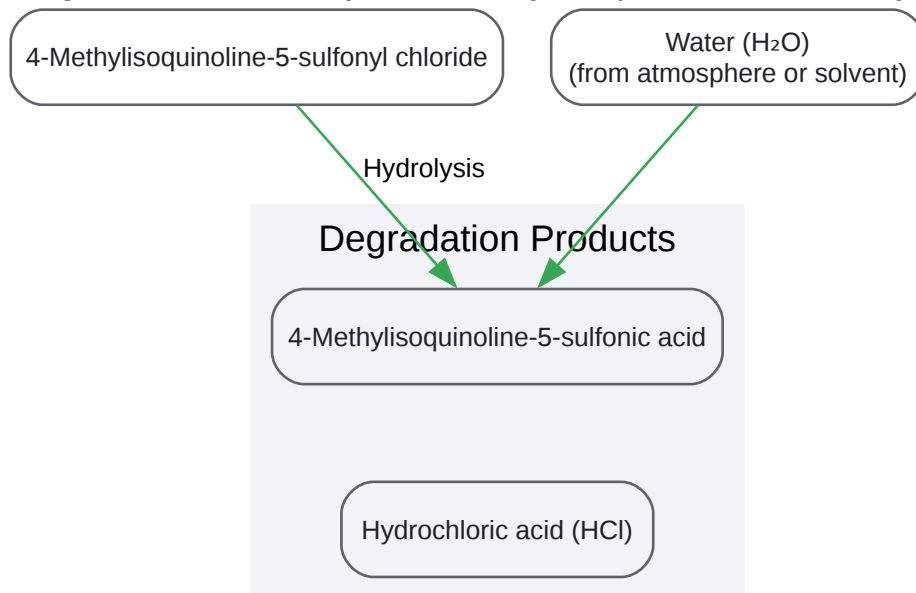 4-Methylisoquinoline-5-sulfonyl chloride
Water (H₂O)
(from atmosphere or solvent)
Hydrolysis
Degradation Products
4-Methylisoquinoline-5-sulfonic acid
Hydrochloric acid (HCl)